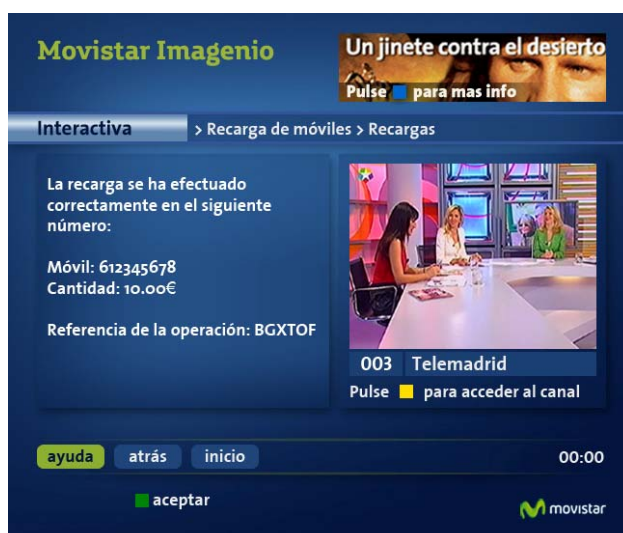 Movistar Imagenio
Un jinete contra el desierto
Pulse para mas info
Interactiva
> Recarga de móviles > Recargas
La recarga se ha efectuado
correctamente en el siguiente
número:
Móvil: 612345678
Cantidad: 10.00€
Referencia de la operación: BGXTOF
003 Telemadrid
Pulse para acceder al canal
ayuda atrás inicio 00:00
aceptar
movistar